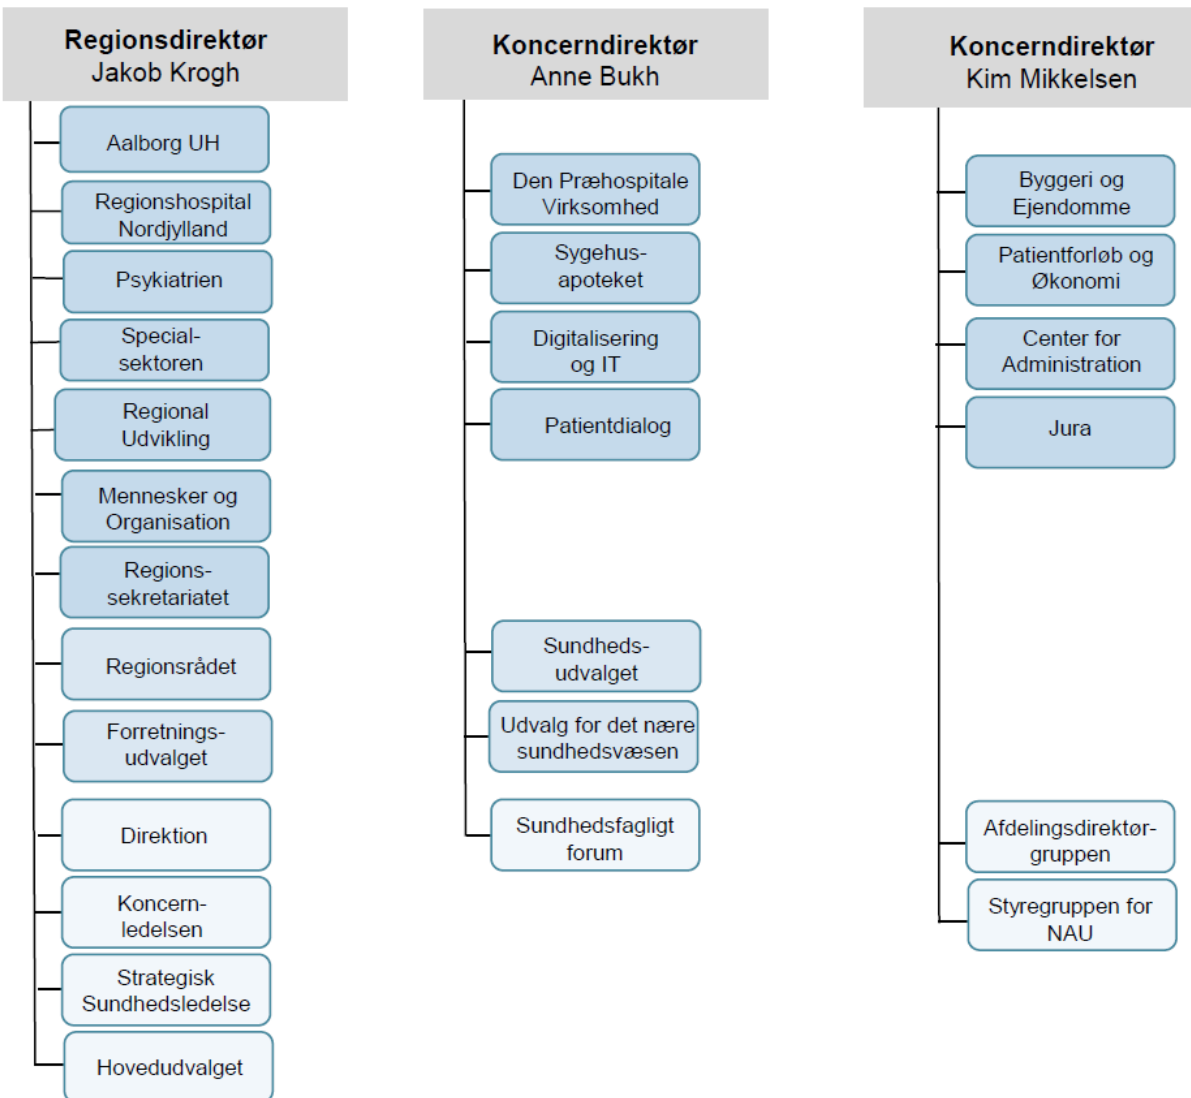 Regionsdirektør
Jakob Krogh
Aalborg UH
Regionshospital
Nordjylland
Psykiatrien
Special-
sektoren
Regional
Udvikling
Mennesker og
Organisation
Regions-
sekretariatet
Regionsrådet
Forretnings-
udvalget
Direktion
Koncern-
ledelsen
Strategisk
Sundhedsledelse
Hovedudvalget
Koncerndirektør
Anne Bukh
Den Præhospitale
Virksomhed
Sygehus-
apoteket
Digitalisering
og IT
Patientdialog
Sundheds-
udvalget
Udvalg for det nære
sundhedsvæsen
Sundhedsfagligt
forum
Koncerndirektør
Kim Mikkelsen
Byggeri og
Ejendomme
Patientforløb og
Økonomi
Center for
Administration
Jura
Afdelingsdirektør-
gruppen
Styregruppen for
NAU